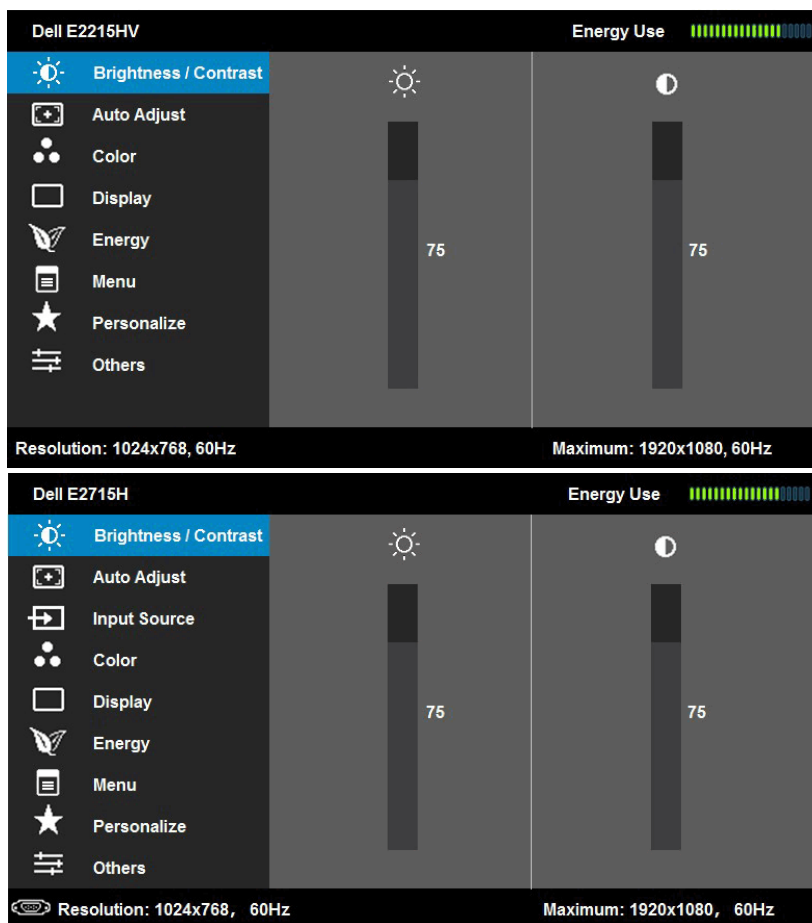 Dell E2215HV Energy Use
Brightness / Contrast
Auto Adjust
Color
Display
Energy
75 75
Menu
Personalize
Others
Resolution: 1024x768, 60Hz Maximum: 1920x1080, 60Hz
Dell E2715H Energy Use
Brightness / Contrast
Auto Adjust
Input Source
Color
Display
75 75
Energy
Menu
Personalize
Others
Resolution: 1024x768, 60Hz Maximum: 1920x1080, 60Hz